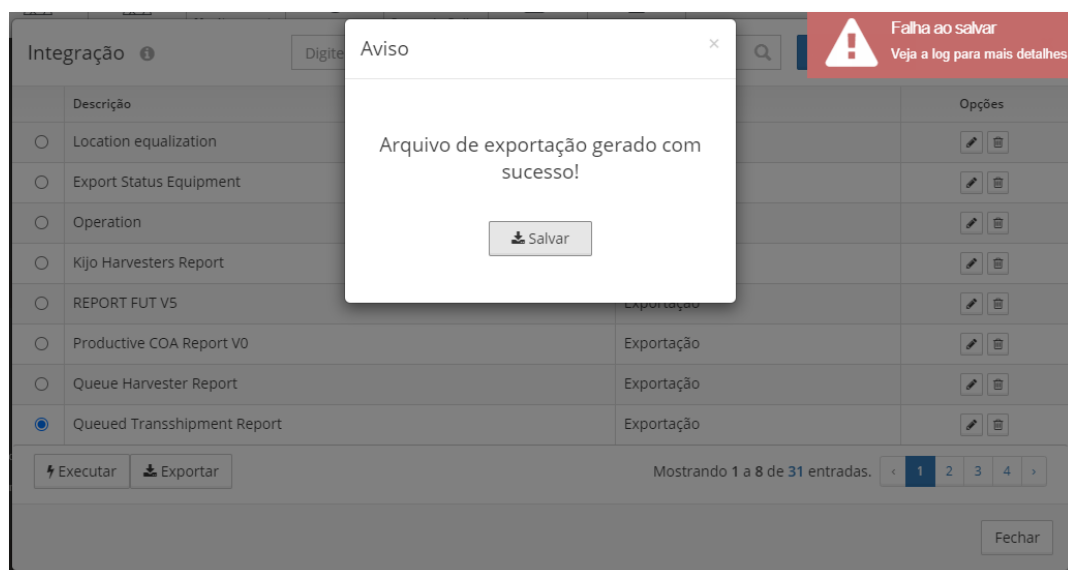 Integração
Digite
Aviso
×
Falha ao salvar
Veja a log para mais detalhes
Arquivo de exportação gerado com
sucesso!
Salvar
Descrição
Opções
Location equalization
Export Status Equipment
Operation
Kijo Harvesters Report
REPORT FUT V5
Exportação
Productive COA Report V0
Exportação
Queue Harvester Report
Exportação
Queued Transshipment Report
Exportação
Executar
Exportar
Mostrando 1 a 8 de 31 entradas.
‹ 1 2 3 4 ›
Fechar